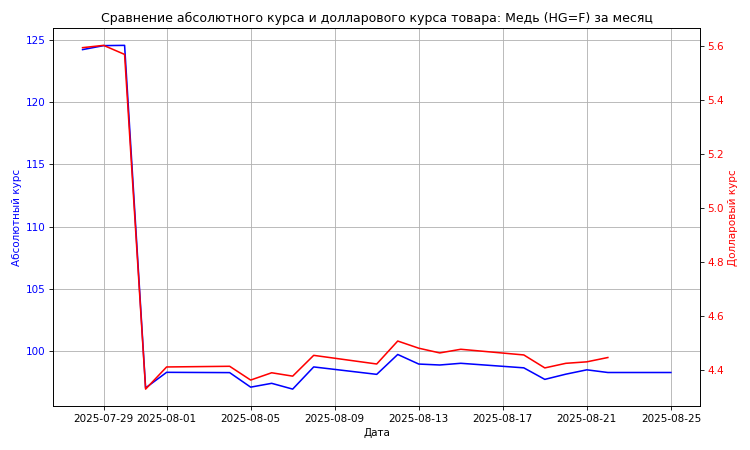 Сравнение абсолютного курса и долларового курса товара: Медь (HG=F) за месяц
125
120
115
110
105
100
Абсолютный курс
5.6
5.4
5.2
5.0
4.8
4.6
4.4
Долларовый курс
2025-07-29 2025-08-01 2025-08-05 2025-08-09 2025-08-13 2025-08-17 2025-08-21 2025-08-25
Дата